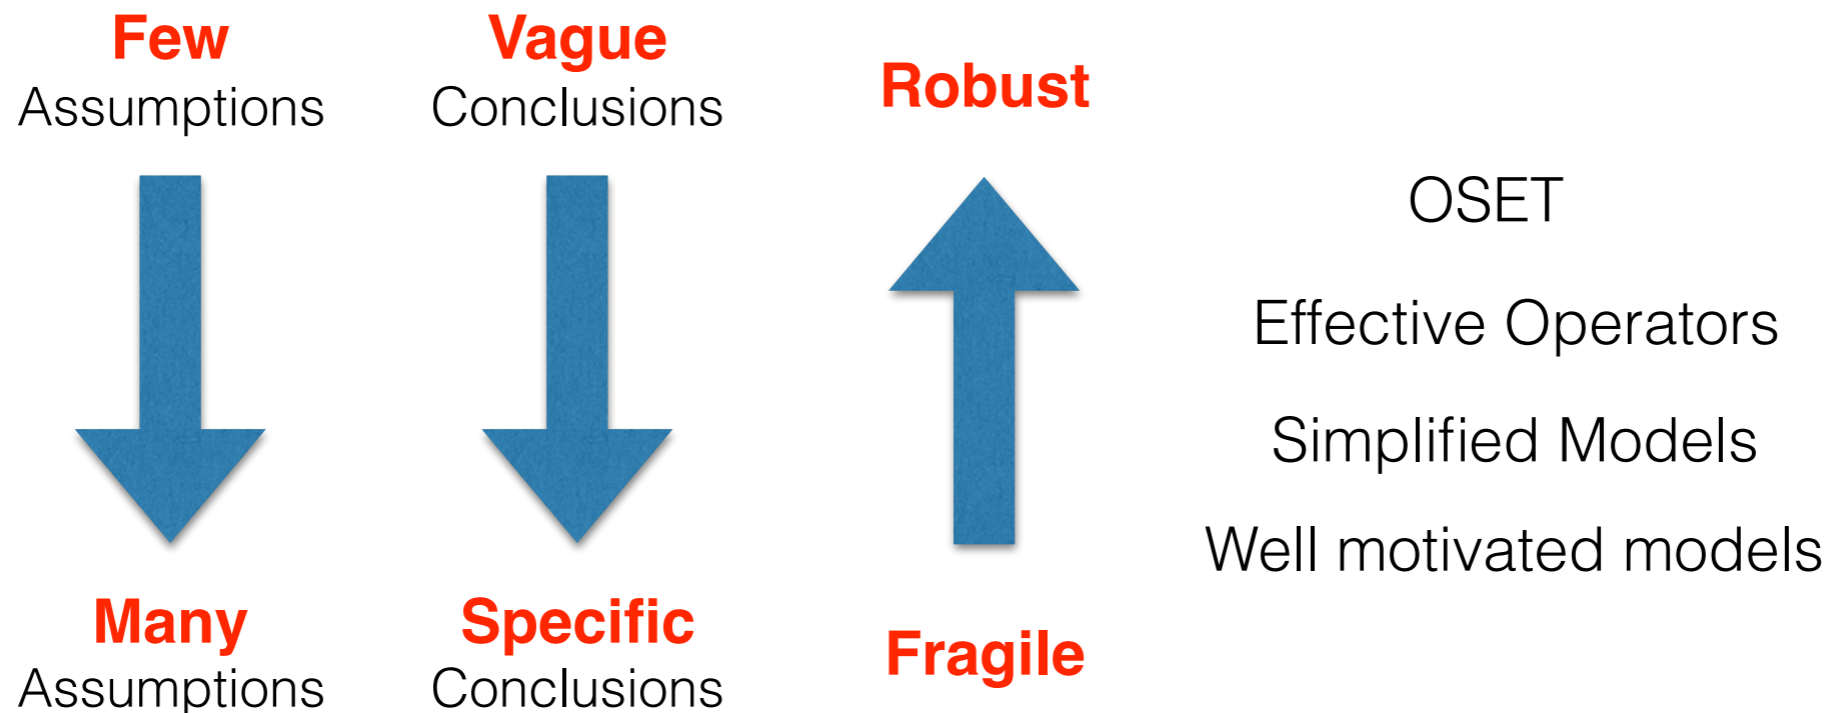 Few
Assumptions
Vague
Conclusions
Robust
OSET
Effective Operators
Simplified Models
Well motivated models
Many
Assumptions
Specific
Conclusions
Fragile